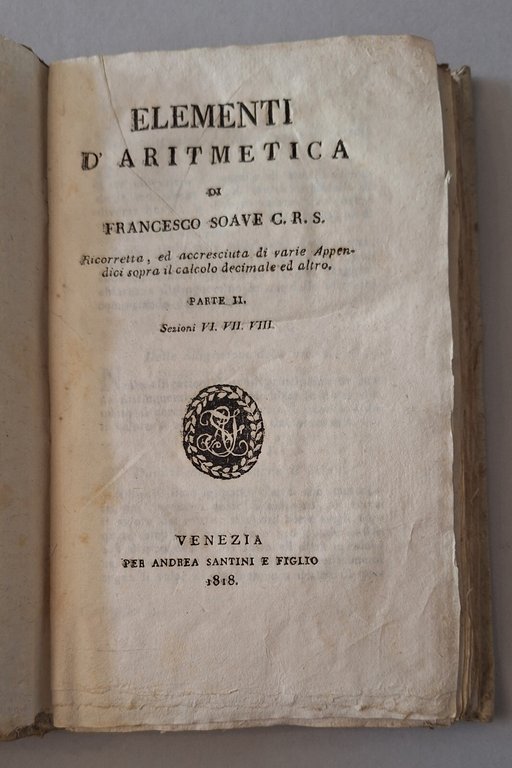 ELEMENTI
D' ARITMETICA
DI
FRANCESCO SOAVE C. R. S.
Ricorretta, ed accresciuta di varie Appen-
dici sopra il calcolo decimale ed altro.
PARTE II.
Sezioni VI. VII. VIII.
VENEZIA
PER ANDREA SANTINI E FIGLIO
1818.